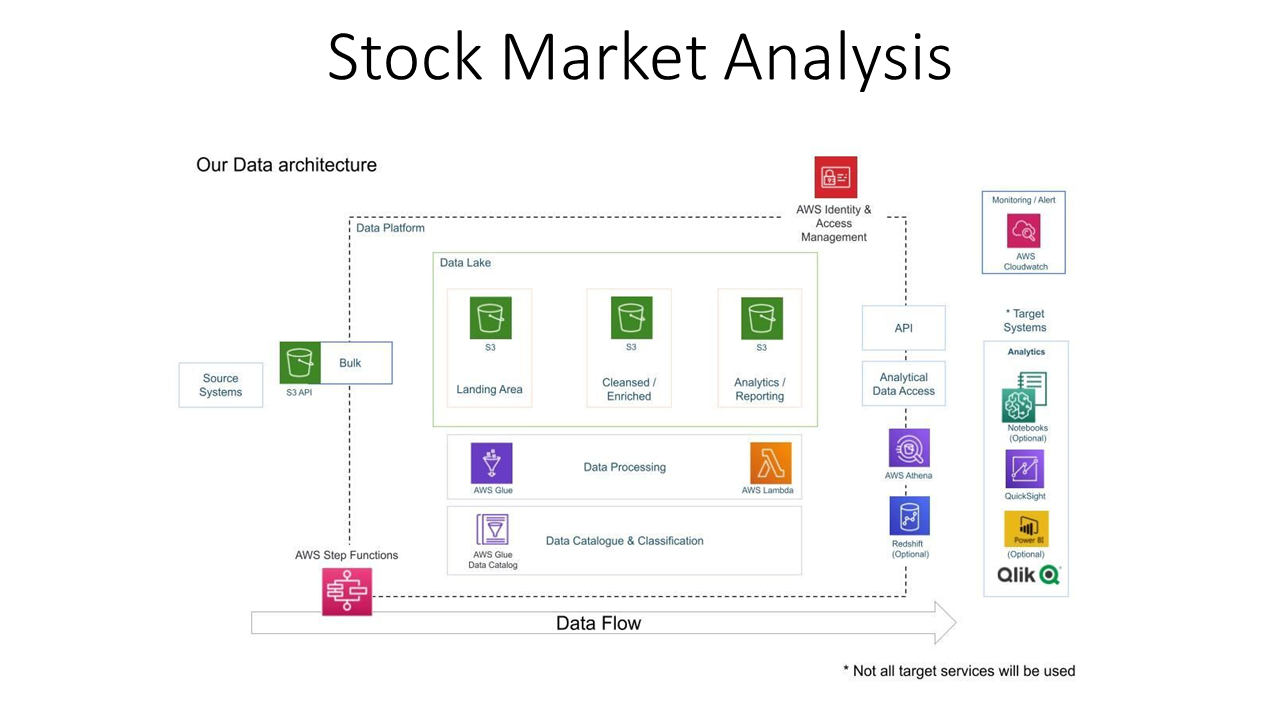 Stock Market Analysis
Our Data architecture
AWS Identity &
Access
Management
Monitoring / Alert
AWS
Cloudwatch
Data Platform
Data Lake
S3
Landing Area
S3
Cleansed /
Enriched
S3
Analytics /
Reporting
Source
Systems
Bulk
S3 API
API
Analytical
Data Access
AWS Athena
Redshift
(Optional)
* Target
Systems
Analytics
Notebooks
(Optional)
QuickSight
Power BI
(Optional)
Qlik
AWS Glue
Data Processing
AWS Lambda
AWS Glue
Data Catalog
Data Catalogue & Classification
AWS Step Functions
Data Flow
* Not all target services will be used